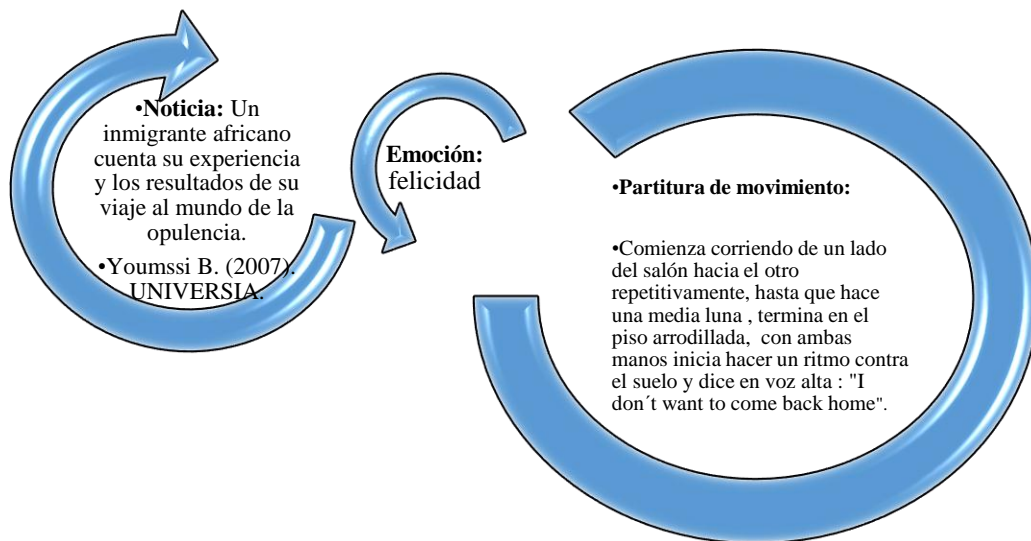 •Noticia: Un
inmigrante africano
cuenta su experiencia
y los resultados de su
viaje al mundo de la
opulencia.
•Youmssi B. (2007).
UNIVERSIA.
Emoción:
felicidad
•Partitura de movimiento:
•Comienza corriendo de un lado
del salón hacia el otro
repetitivamente, hasta que hace
una media luna , termina en el
piso arrodillada, con ambas
manos inicia hacer un ritmo contra
el suelo y dice en voz alta : "I
don´t want to come back home".